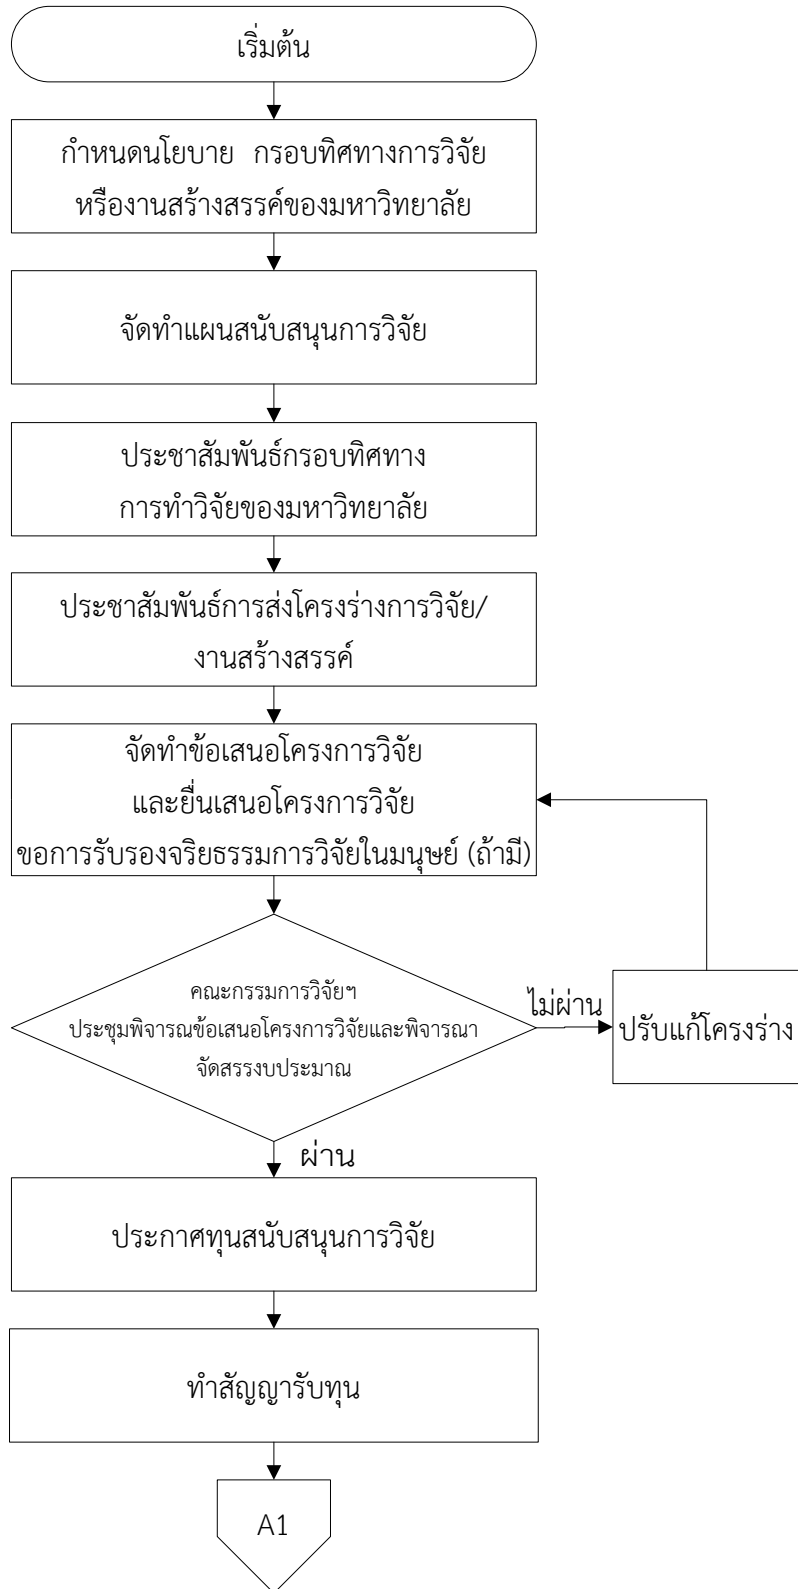 เริ่มต้น
กำหนดนโยบาย กรอบทิศทางการวิจัย
หรืองานสร้างสรรค์ของมหาวิทยาลัย
จัดทำแผนสนับสนุนการวิจัย
ประชาสัมพันธ์กรอบทิศทาง
การทำวิจัยของมหาวิทยาลัย
ประชาสัมพันธ์การส่งโครงร่างการวิจัย/
งานสร้างสรรค์
จัดทำข้อเสนอโครงการวิจัย
และยื่นเสนอโครงการวิจัย
ขอการรับรองจริยธรรมการวิจัยในมนุษย์ (ถ้ามี)
คณะกรรมการวิจัยฯ
ประชุมพิจารณข้อเสนอโครงการวิจัยและพิจารณา
จัดสรรงบประมาณ
ไม่ผ่าน
ปรับแก้โครงร่าง
ผ่าน
ประกาศทุนสนับสนุนการวิจัย
ทำสัญญารับทุน
A1